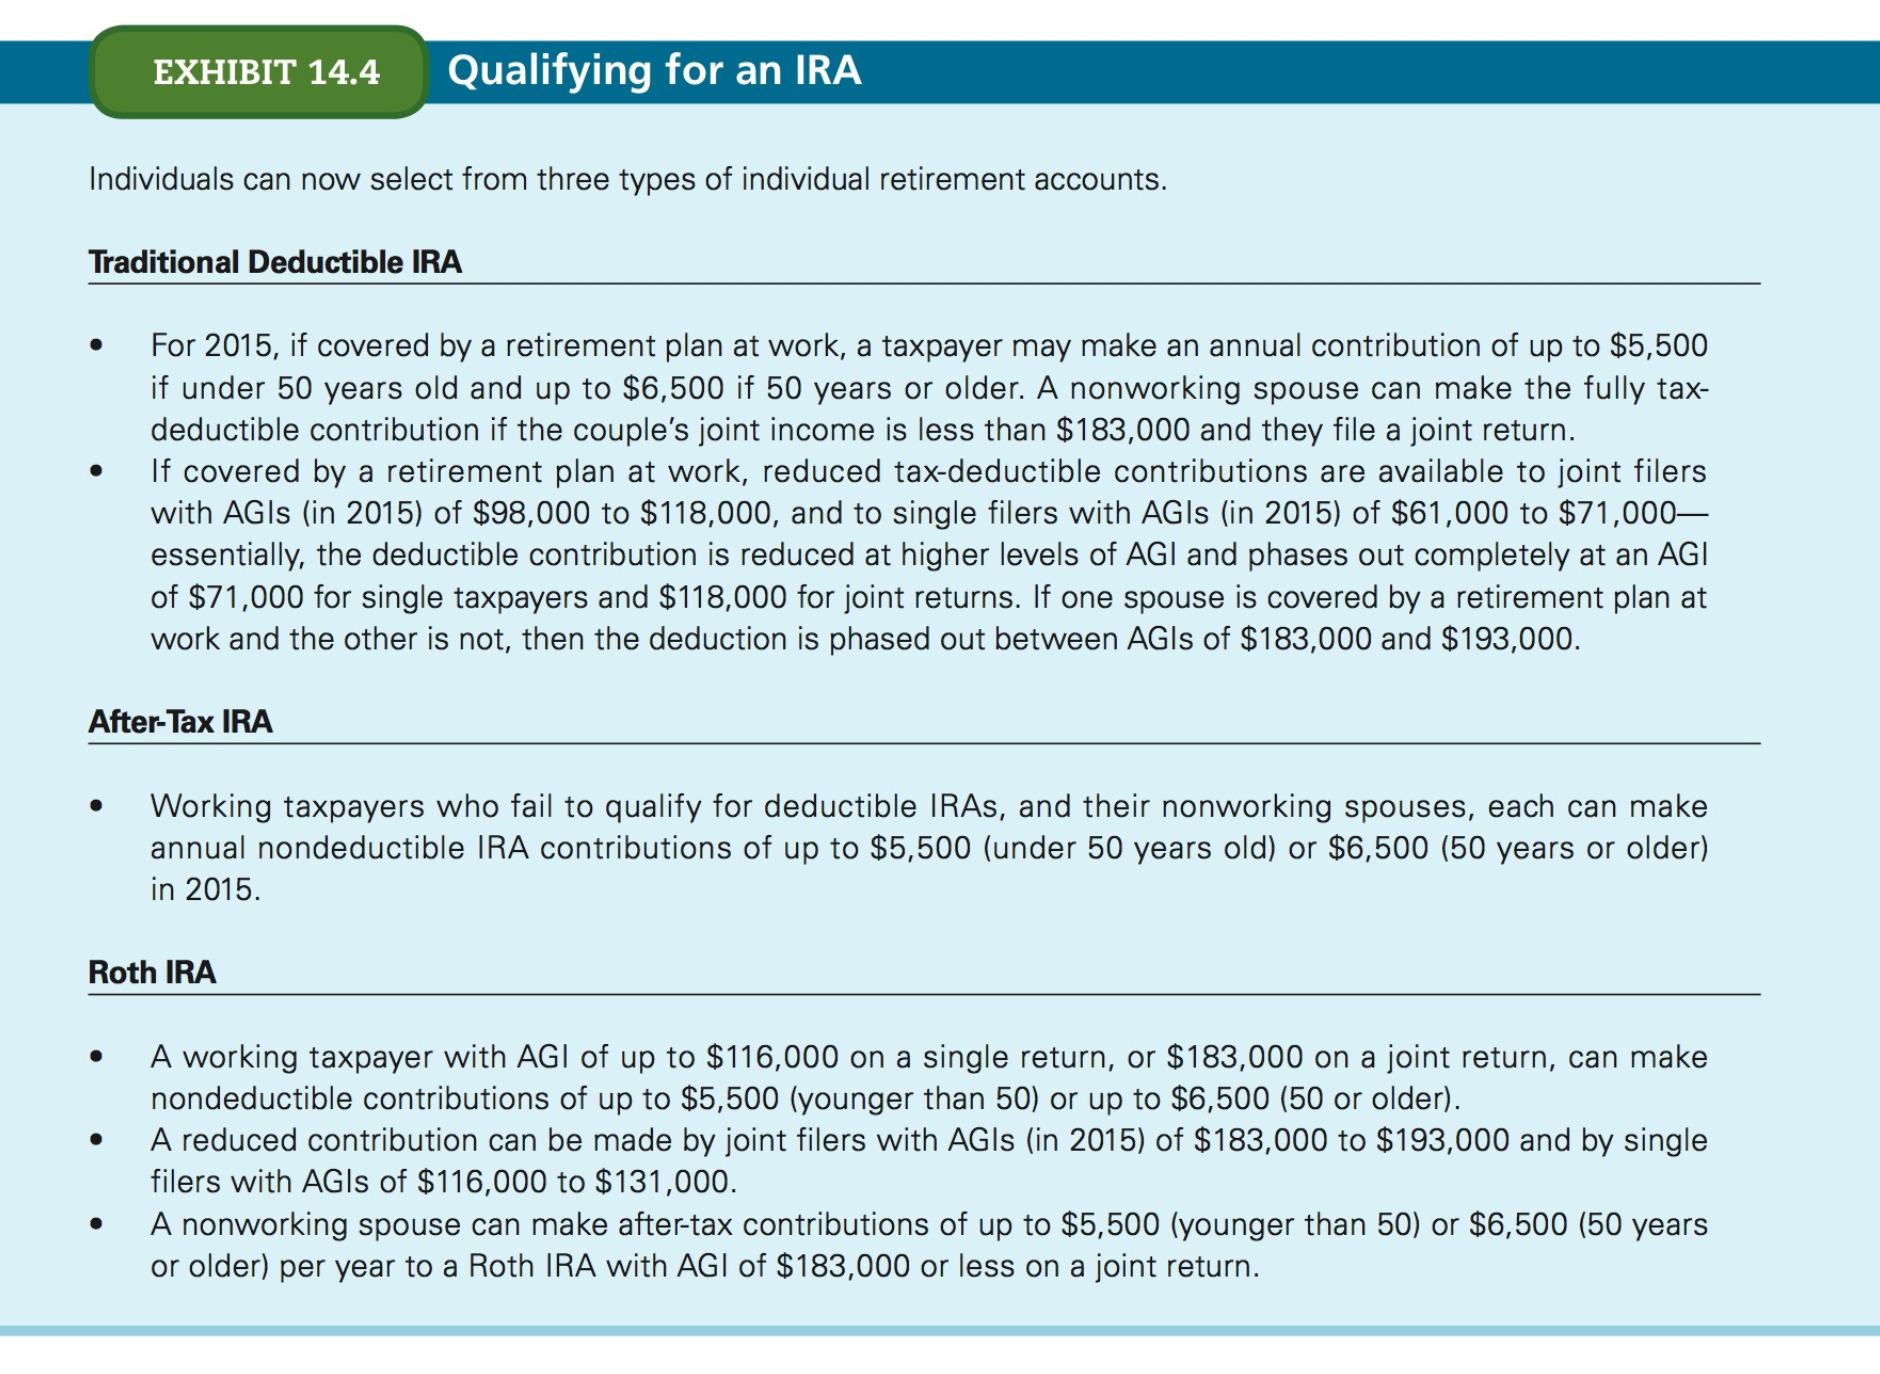 EXHIBIT 14.4 Qualifying for an IRA
Individuals can now select from three types of individual retirement accounts.
Traditional Deductible IRA
• For 2015, if covered by a retirement plan at work, a taxpayer may make an annual contribution of up to $5,500
if under 50 years old and up to $6,500 if 50 years or older. A nonworking spouse can make the fully tax-
deductible contribution if the couple's joint income is less than $183,000 and they file a joint return.
• If covered by a retirement plan at work, reduced tax-deductible contributions are available to joint filers
with AGIs (in 2015) of $98,000 to $118,000, and to single filers with AGIs (in 2015) of $61,000 to $71,000—
essentially, the deductible contribution is reduced at higher levels of AGI and phases out completely at an AGI
of $71,000 for single taxpayers and $118,000 for joint returns. If one spouse is covered by a retirement plan at
work and the other is not, then the deduction is phased out between AGIs of $183,000 and $193,000.
After-Tax IRA
• Working taxpayers who fail to qualify for deductible IRAs, and their nonworking spouses, each can make
annual nondeductible IRA contributions of up to $5,500 (under 50 years old) or $6,500 (50 years or older)
in 2015.
Roth IRA
• A working taxpayer with AGI of up to $116,000 on a single return, or $183,000 on a joint return, can make
nondeductible contributions of up to $5,500 (younger than 50) or up to $6,500 (50 or older).
• A reduced contribution can be made by joint filers with AGIs (in 2015) of $183,000 to $193,000 and by single
filers with AGIs of $116,000 to $131,000.
• A nonworking spouse can make after-tax contributions of up to $5,500 (younger than 50) or $6,500 (50 years
or older) per year to a Roth IRA with AGI of $183,000 or less on a joint return.